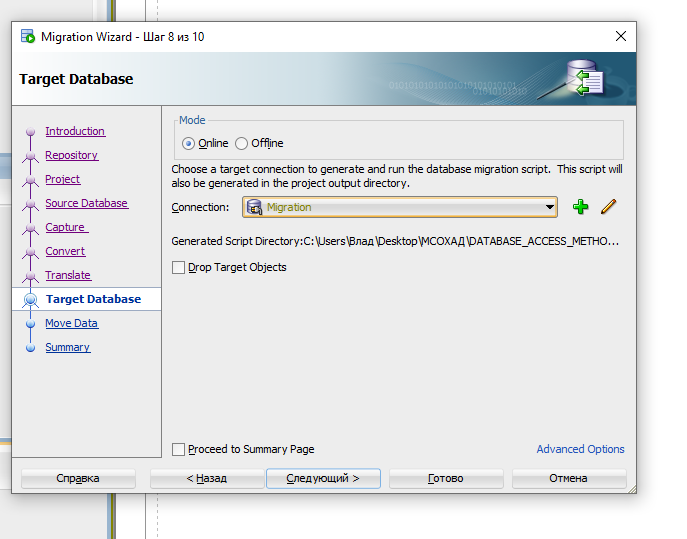 Migration Wizard - Шаг 8 из 10
Target Database
0101010101010101010101010101
01010101010
Introduction
Repository
Project
Source Database
Capture
Convert
Translate
Target Database
Move Data
Summary
Mode
Online
Offline
Choose a target connection to generate and run the database migration script. This script will
also be generated in the project output directory.
Connection:
Migration
Generated Script Directory:C:\Users\Влад\Desktop\МСОХАД\DATABASE_ACCESS_METHO...
Drop Target Objects
Proceed to Summary Page
Advanced Options
Справка
< Назад
Следующий >
Готово
Отмена